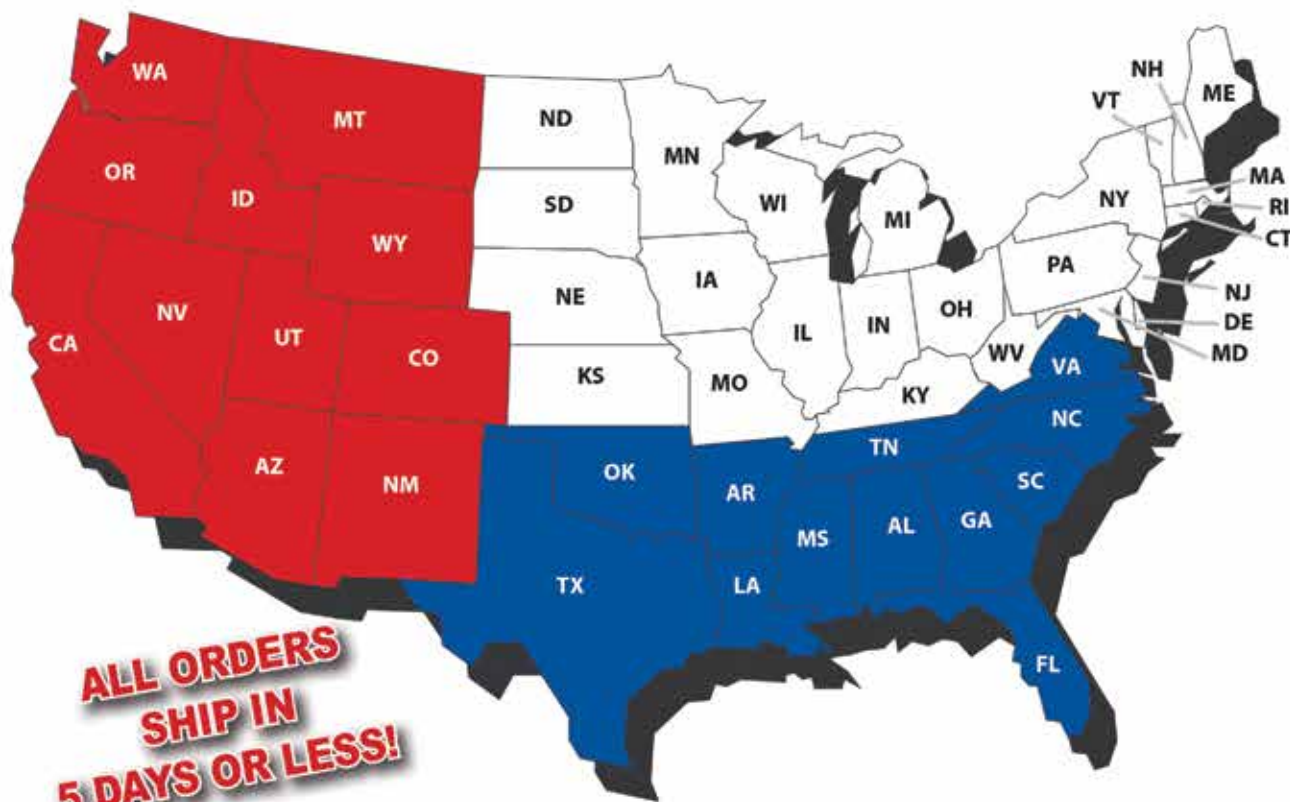 WA
MT
ND
MN
VT
NH
ME
OR
ID
SD
WI
MI
NY
MA
RI
CT
WY
NE
IA
PA
NJ
DE
MD
CA
NV
UT
CO
KS
MO
IL
IN
OH
WV
KY
VA
AZ
NM
OK
AR
TN
NC
SC
TX
LA
MS
AL
GA
FL
ALL ORDERS
SHIP IN
5 DAYS OR LESS!